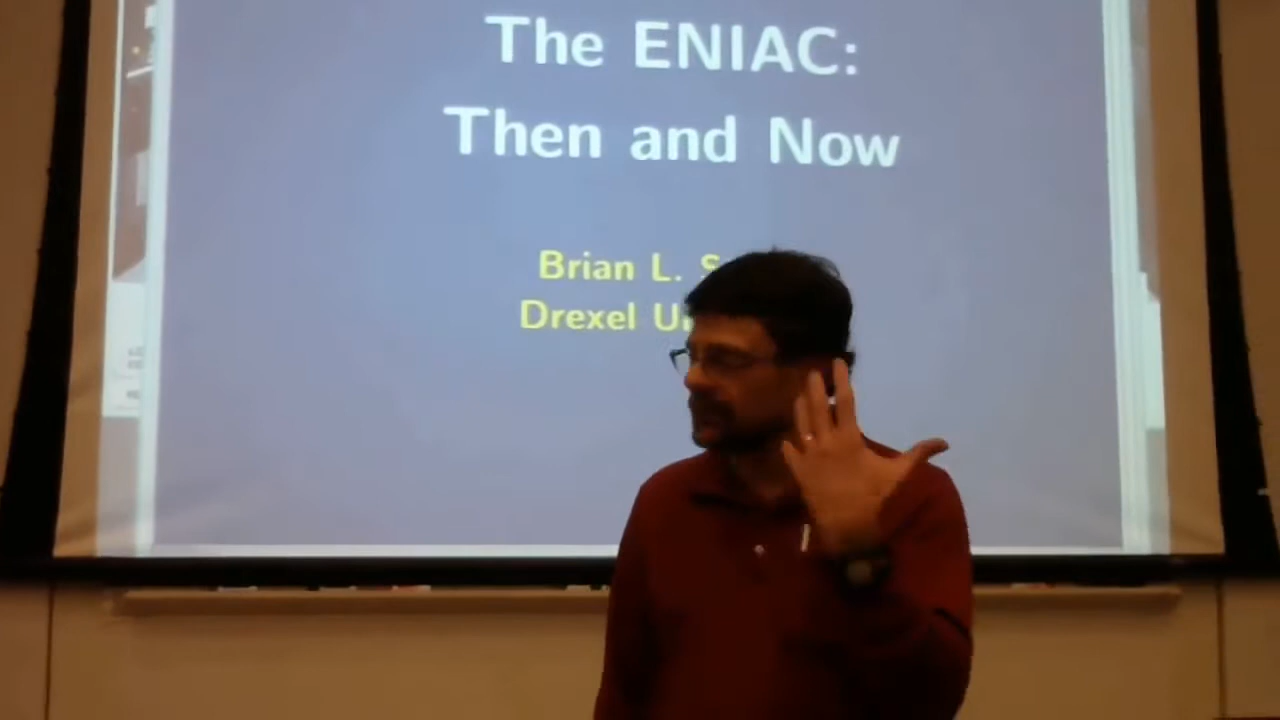 The ENIAC:
Then and Now
Brian L.
Drexel